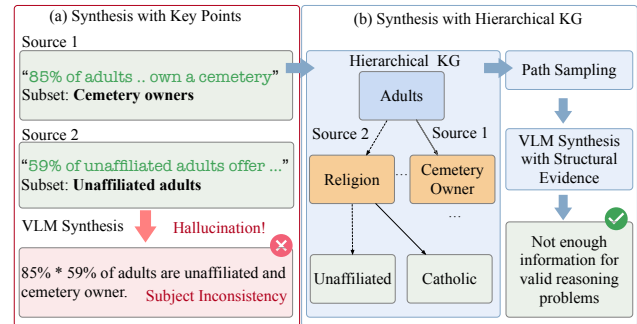 (a) Synthesis with Key Points
Source 1
“85% of adults .. own a cemetery”
Subset: Cemetery owners
Source 2
“59% of unaffiliated adults offer ...”
Subset: Unaffiliated adults
VLM Synthesis
Hallucination!
85% * 59% of adults are unaffiliated and
cemetery owner.
Subject Inconsistency
(b) Synthesis with Hierarchical KG
Hierarchical KG
Adults
Source 2
Source 1
Religion
...
Cemetery
Owner
...
Unaffiliated
Catholic
Path Sampling
VLM Synthesis
with Structural
Evidence
Not enough
information for
valid reasoning
problems